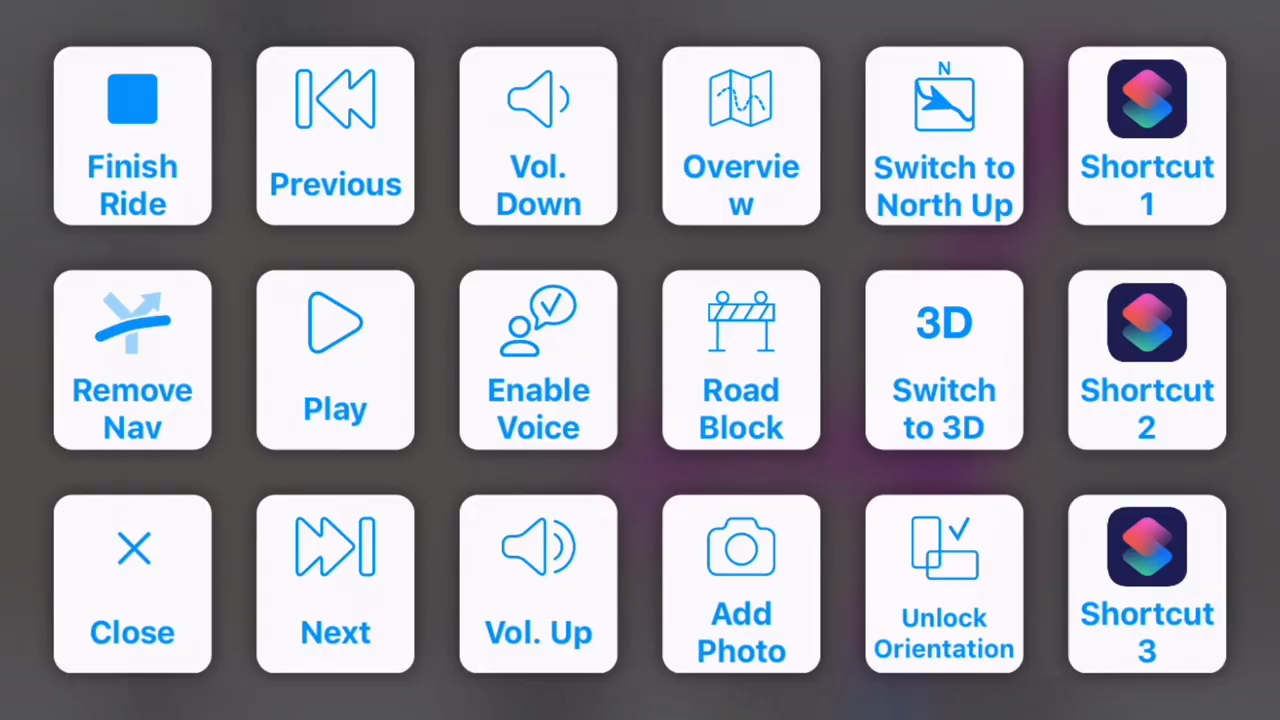 Finish
Ride
Previous
Vol.
Down
Overvie
w
N
Switch to
North Up
Shortcut
1
Remove
Nav
Play
Enable
Voice
Road
Block
3D
Switch
to 3D
Shortcut
2
Close
Next
Vol. Up
Add
Photo
Unlock
Orientation
Shortcut
3